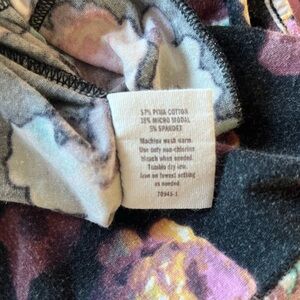 57% PIMA COTTON
38% MICRO MODAL
5% SPANDEX
Machine wash warm.
Use only non-chlorine
bleach when needed.
Tumble dry low.
Iron on lowest setting
as needed.
70945-1